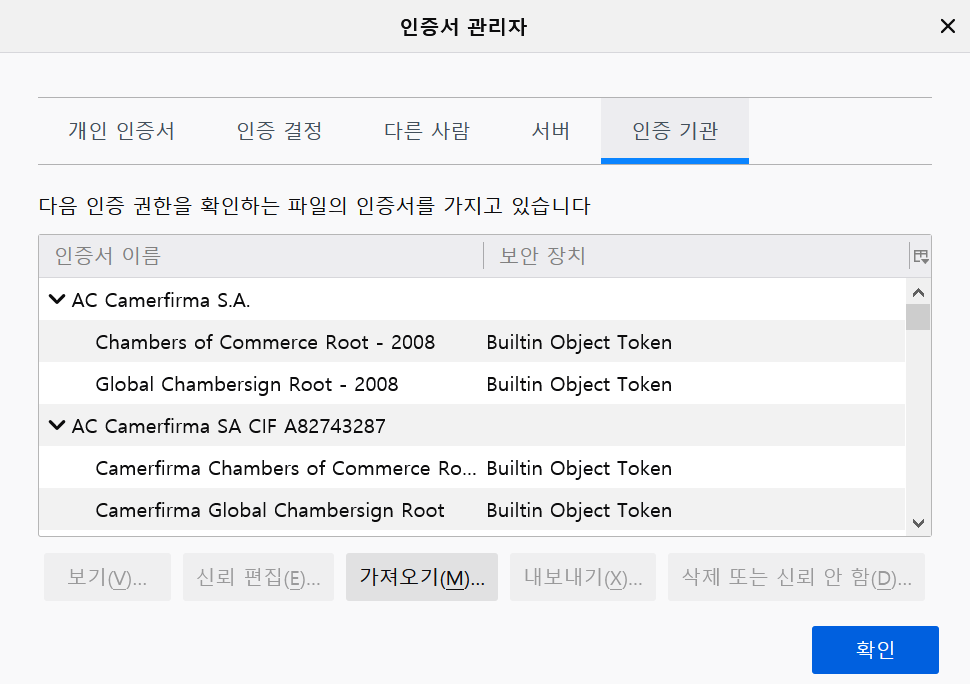 인증서 관리자
개인 인증서 인증 결정 다른 사람 서버 인증 기관
다음 인증 권한을 확인하는 파일의 인증서를 가지고 있습니다
인증서 이름 보안 장치
AC Camerfirma S.A.
Chambers of Commerce Root - 2008 Builtin Object Token
Global Chambersign Root - 2008 Builtin Object Token
AC Camerfirma SA CIF A82743287
Camerfirma Chambers of Commerce Ro... Builtin Object Token
Camerfirma Global Chambersign Root Builtin Object Token
보기(V)... 신뢰 편집(E)... 가져오기(M)... 내보내기(X)... 삭제 또는 신뢰 안 함(D)...
확인